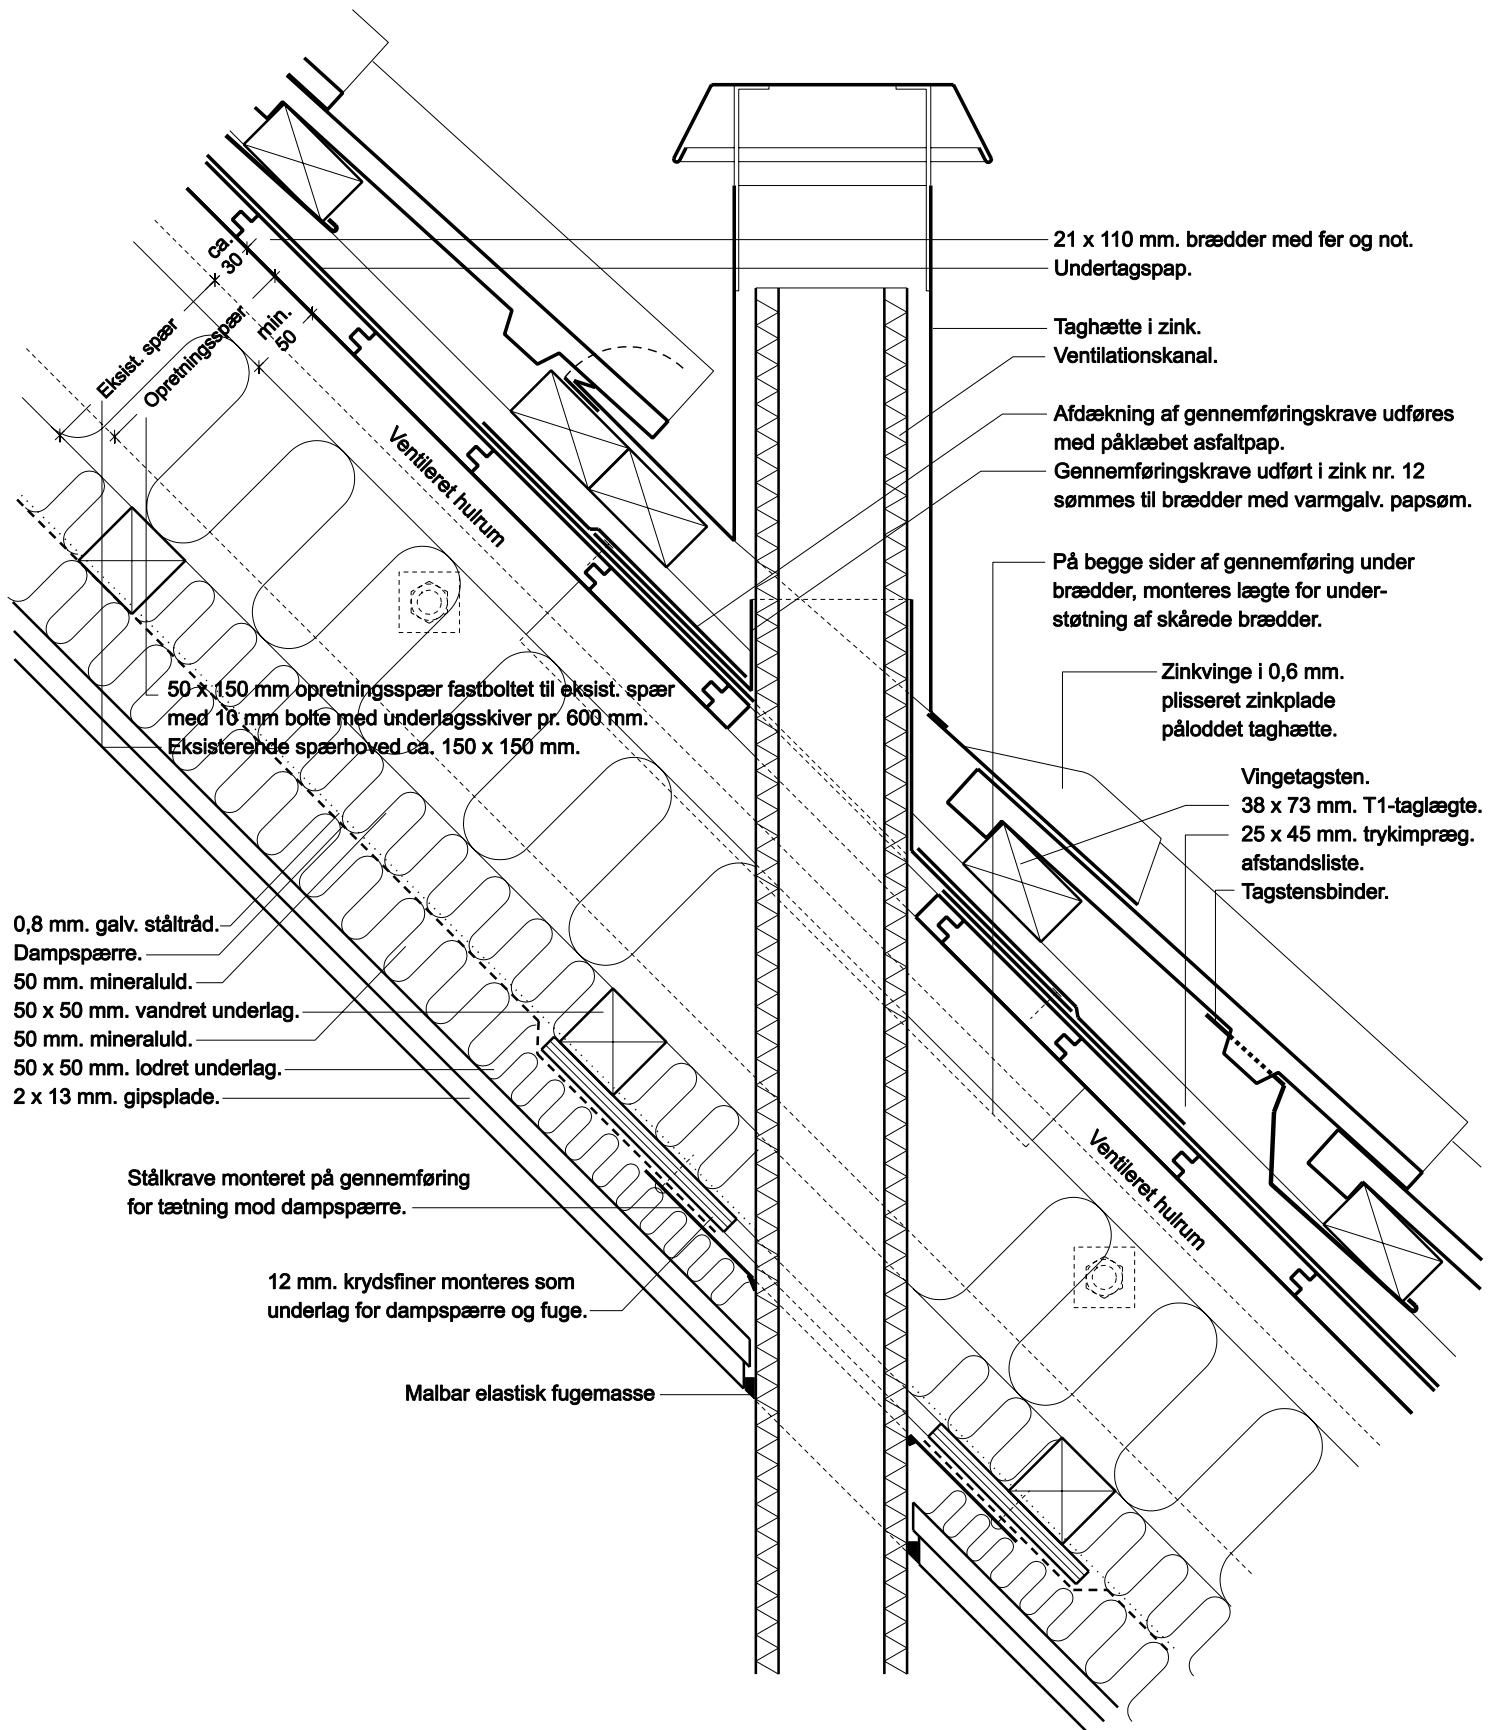 21 x 110 mm. brædder med fer og not.
Undertagspap.
ca.
30
Eksist. spær
Opretningsspær
min.
50
Taghætte i zink.
Ventilationskanal.
Afdækning af gennemføringskrave udføres
med påklæbet asfaltpap.
Gennemføringskrave udført i zink nr. 12
sømmes til brædder med varmgalv. papsøm.
Ventileret hulrum
På begge sider af gennemføring under
brædder, monteres lægte for under-
støtning af skårede brædder.
Zinkvinge i 0,6 mm.
plisseret zinkplade
påloddet taghætte.
50 x 150 mm opretningsspær fastboltet til eksist. spær
med 10 mm bolte med underlagsskiver pr. 600 mm.
Eksisterende spærhoved ca. 150 x 150 mm.
Vingetagsten.
38 x 73 mm. T1-taglægte.
25 x 45 mm. trykimpræg.
afstandsliste.
Tagstensbinder.
0,8 mm. galv. ståltråd.
Dampspærre.
50 mm. mineraluld.
50 x 50 mm. vandret underlag.
50 mm. mineraluld.
50 x 50 mm. lodret underlag.
2 x 13 mm. gipsplade.
Ventileret hulrum
Stålkrave monteret på gennemføring
for tætning mod dampspærre.
12 mm. krydsfiner monteres som
underlag for dampspærre og fuge.
Malbar elastisk fugemasse